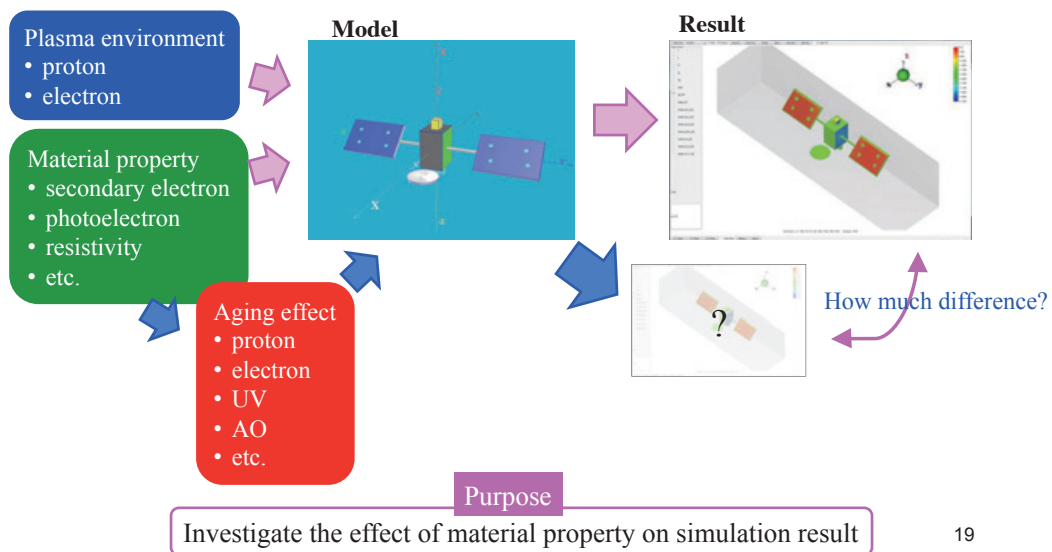 Plasma environment
• proton
• electron
Material property
• secondary electron
• photoelectron
• resistivity
• etc.
Aging effect
• proton
• electron
• UV
• AO
• etc.
Model
X
Result
?
How much difference?
Purpose
Investigate the effect of material property on simulation result
19